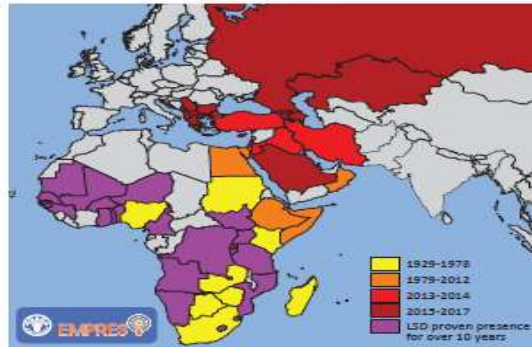 1929-1978
1979-2012
2013-2014
2015-2017
LSD proven presence
for over 10 years
EMPRES